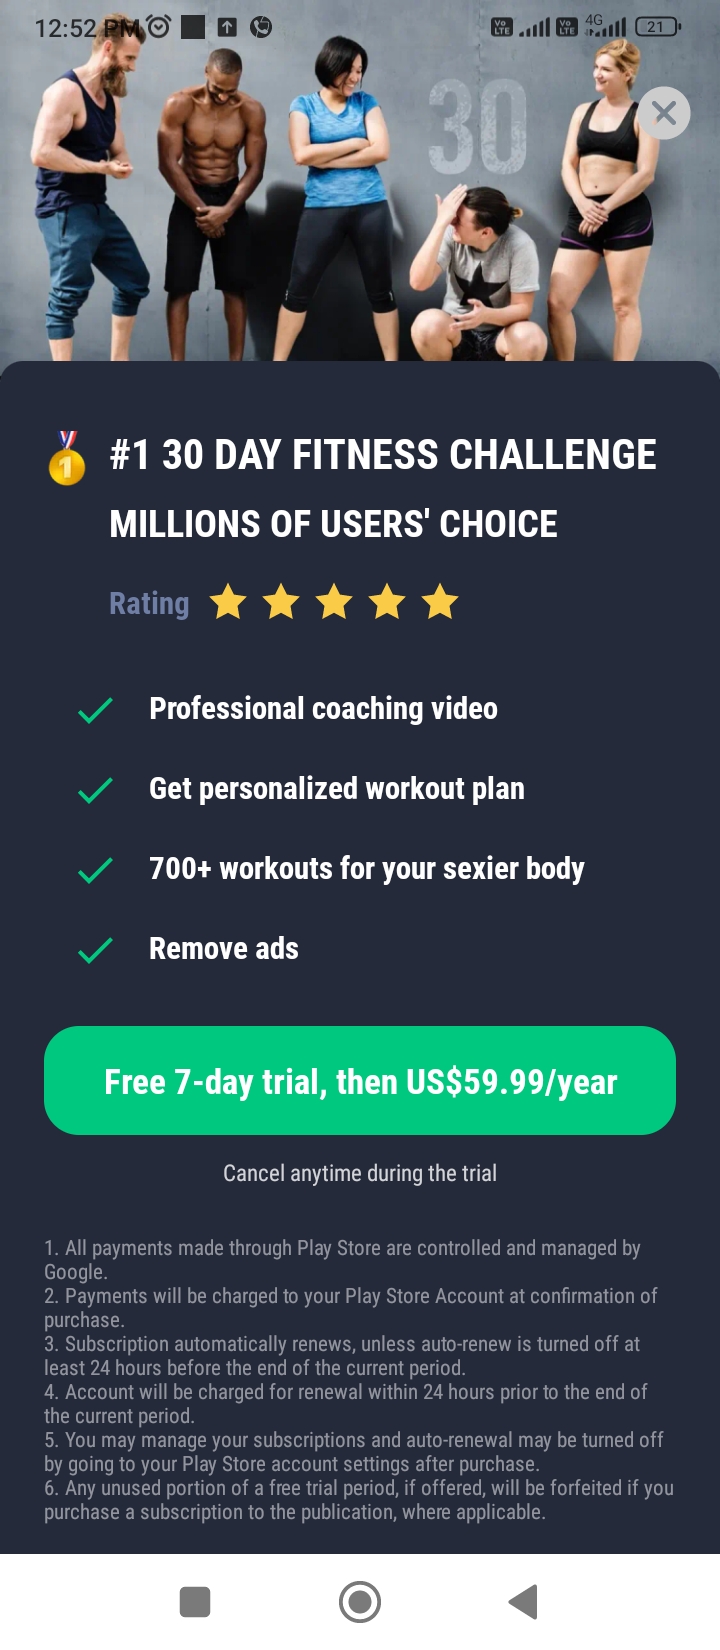 12:52 PM
Vo LTE Vo LTE 4G 21
30
1
#1 30 DAY FITNESS CHALLENGE
MILLIONS OF USERS' CHOICE
Rating
Professional coaching video
Get personalized workout plan
700+ workouts for your sexier body
Remove ads
Free 7-day trial, then US$59.99/year
Cancel anytime during the trial
1. All payments made through Play Store are controlled and managed by
Google.
2. Payments will be charged to your Play Store Account at confirmation of
purchase.
3. Subscription automatically renews, unless auto-renew is turned off at
least 24 hours before the end of the current period.
4. Account will be charged for renewal within 24 hours prior to the end of
the current period.
5. You may manage your subscriptions and auto-renewal may be turned off
by going to your Play Store account settings after purchase.
6. Any unused portion of a free trial period, if offered, will be forfeited if you
purchase a subscription to the publication, where applicable.